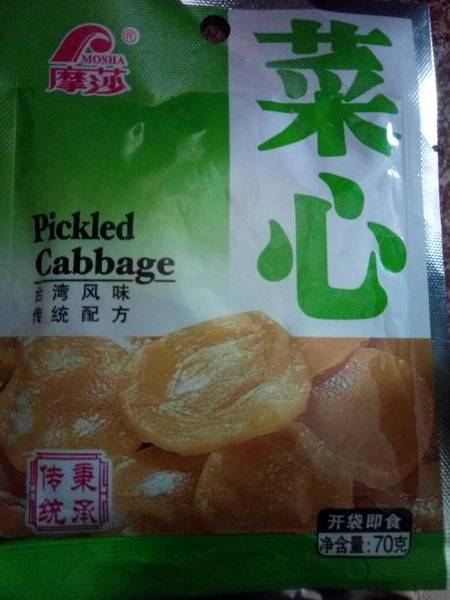 MOSHA
摩莎®
菜心
Pickled
Cabbage
台湾风味
传统配方
秉承
传统
开袋即食
净含量:70克